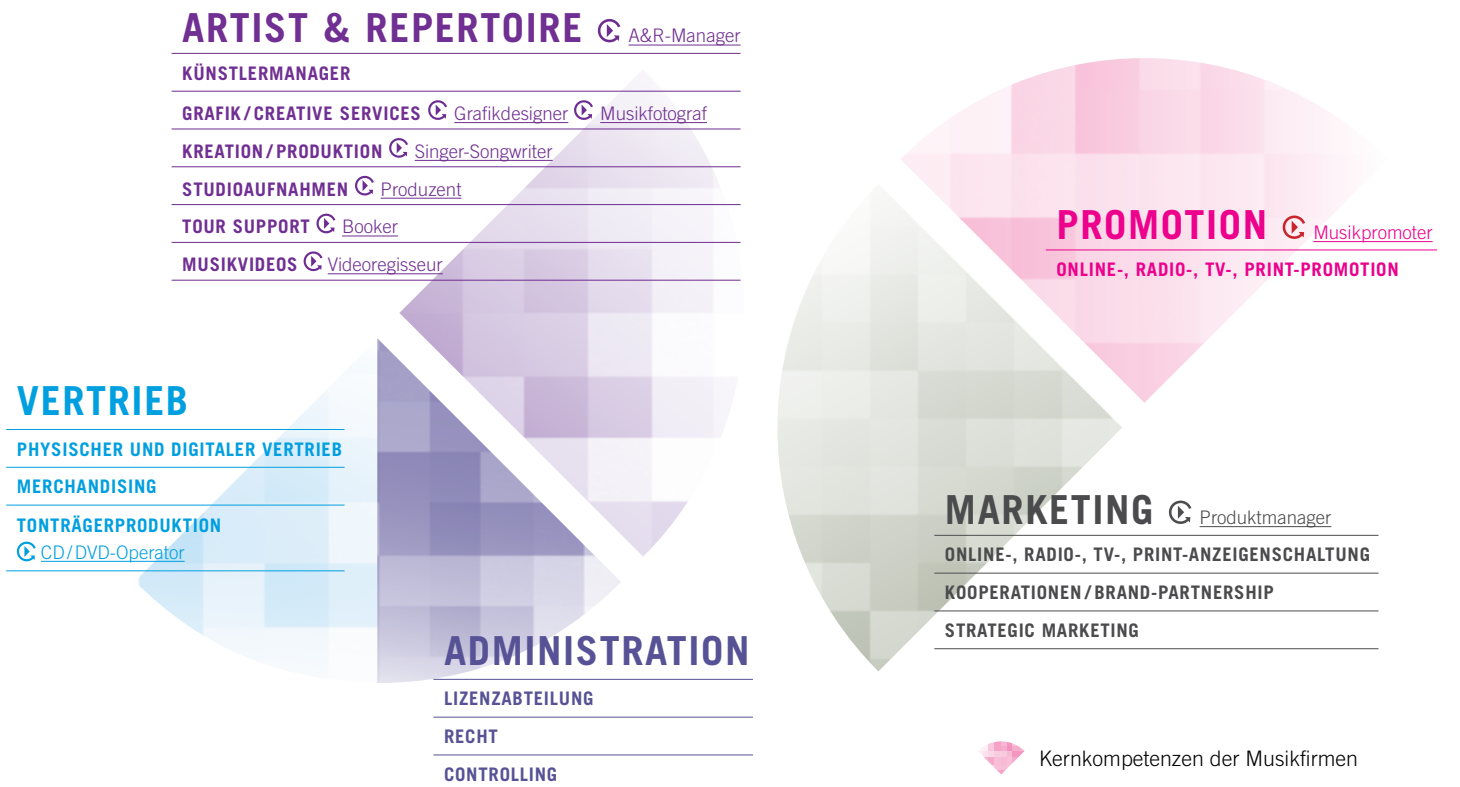 ARTIST & REPERTOIRE A&R-Manager
KÜNSTLERMANAGER
GRAFIK/CREATIVE SERVICES Grafikdesigner Musikfotograf
KREATION/PRODUKTION Singer-Songwriter
STUDIOAUFNAHMEN Produzent
TOUR SUPPORT Booker
MUSIKVIDEOS Videoregisseur
PROMOTION Musikpromoter
ONLINE-, RADIO-, TV-, PRINT-PROMOTION
VERTRIEB
PHYSISCHER UND DIGITALER VERTRIEB
MERCHANDISING
TONTRÄGERPRODUKTION
CD/DVD-Operator
MARKETING Produktmanager
ONLINE-, RADIO-, TV-, PRINT-ANZEIGENSCHALTUNG
KOOPERATIONEN/BRAND-PARTNERSHIP
STRATEGIC MARKETING
ADMINISTRATION
LIZENZABTEILUNG
RECHT
CONTROLLING
Kernkompetenzen der Musikfirmen